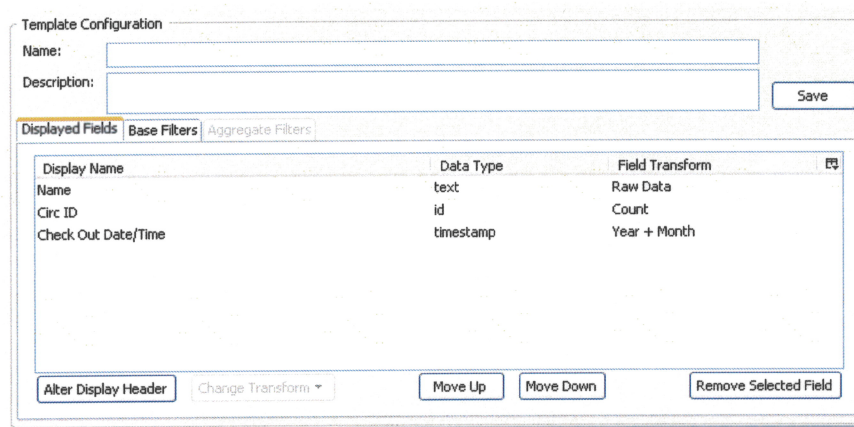 Template Configuration
Name:
Description:
Save
Displayed Fields Base Filters Aggregate Filters
Display Name Data Type Field Transform
Name text Raw Data
Circ ID id Count
Check Out Date/Time timestamp Year + Month
Alter Display Header Change Transform Move Up Move Down Remove Selected Field